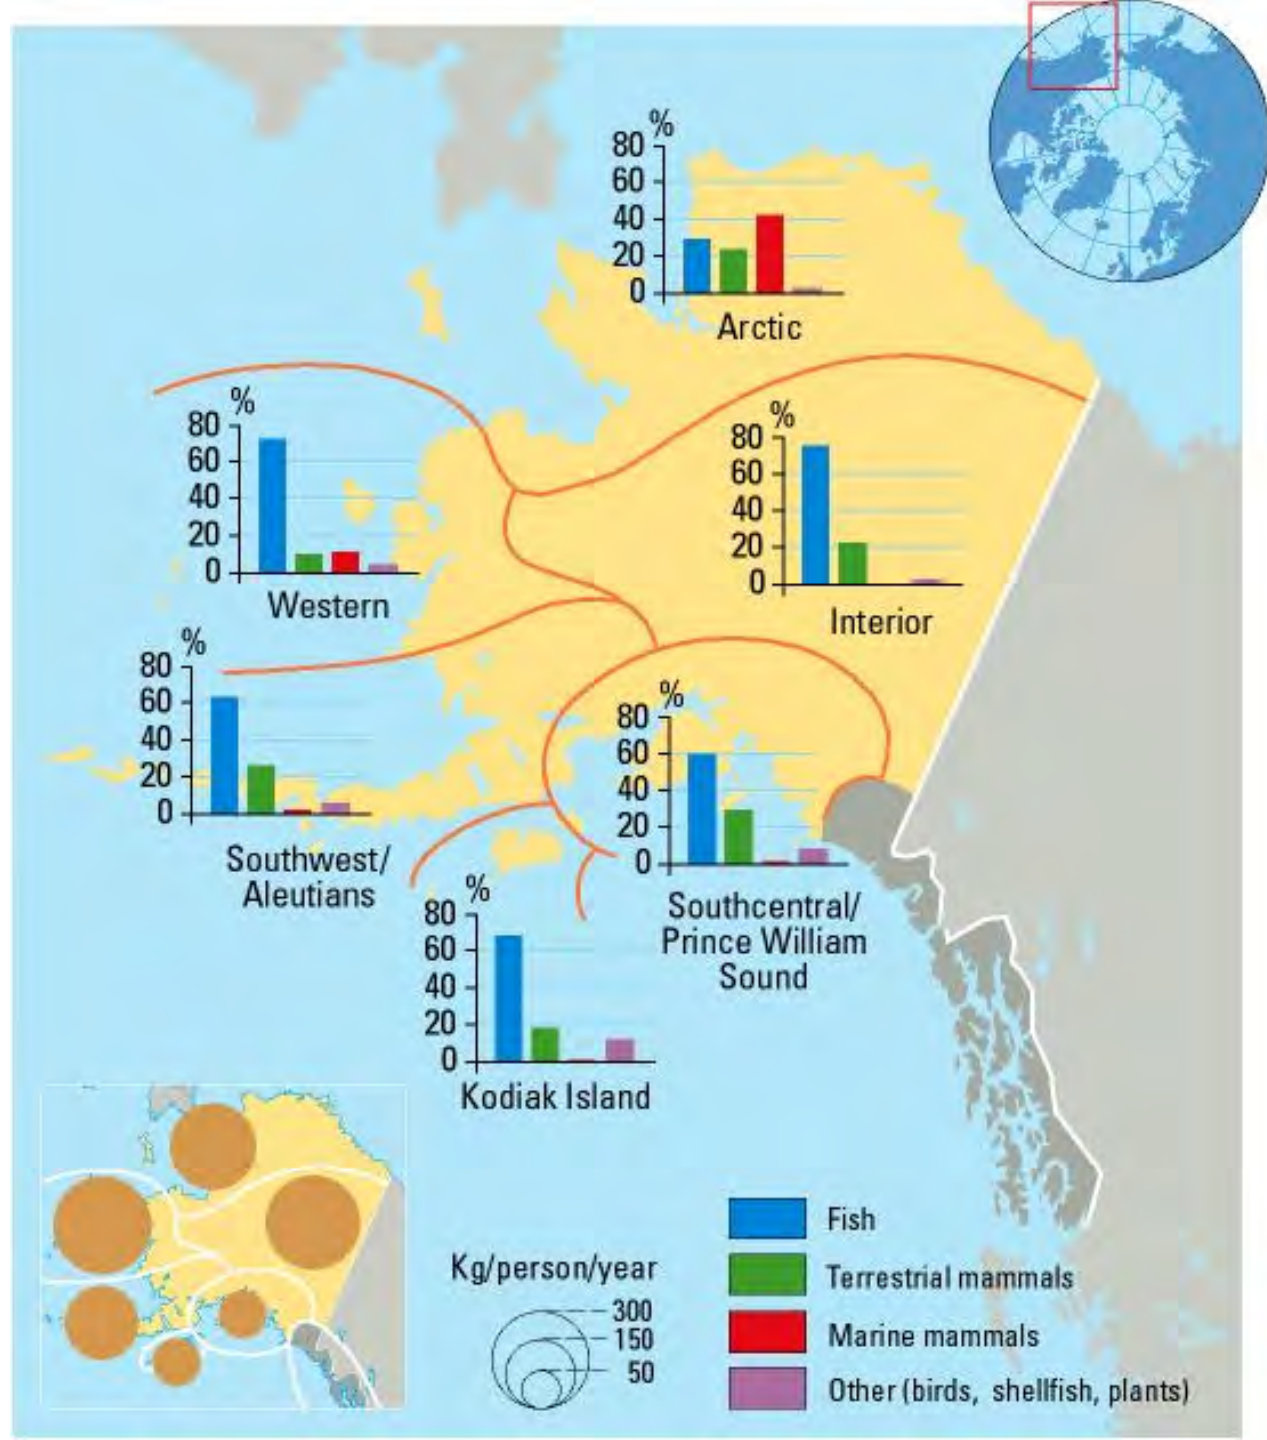 %
80
60
40
20
0
Arctic
%
80
60
40
20
0
Western
%
80
60
40
20
0
Interior
%
80
60
40
20
0
Southwest/
Aleutians
%
80
60
40
20
0
Southcentral/
Prince William
Sound
%
80
60
40
20
0
Kodiak Island
Kg/person/year
300
150
50
Fish
Terrestrial mammals
Marine mammals
Other (birds, shellfish, plants)